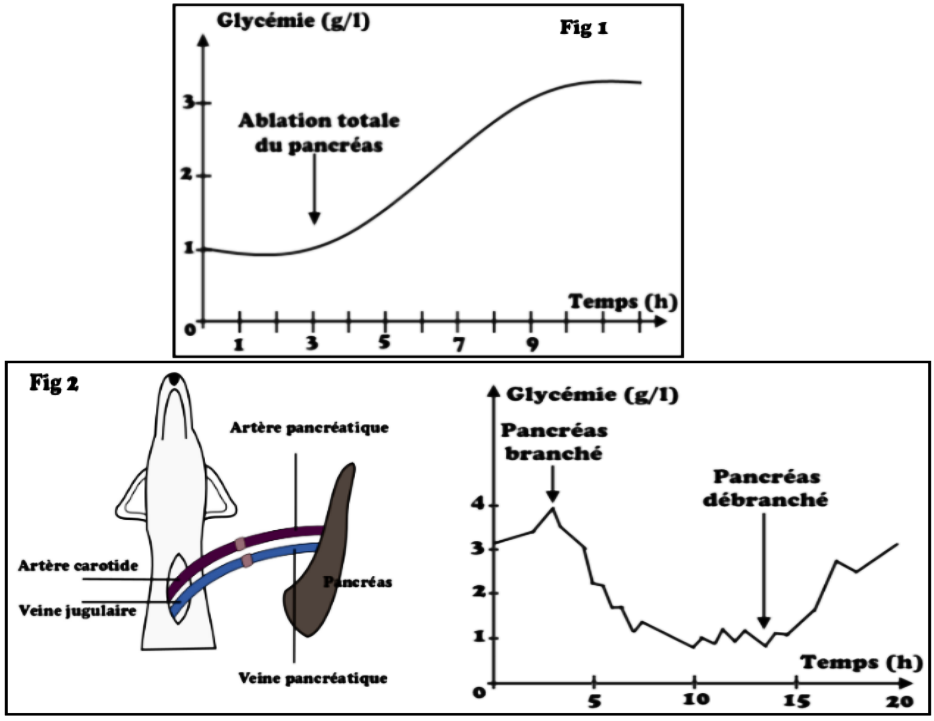 Glycémie (g/l)
Fig 1
3
Ablation totale
du pancréas
2
1
Temps (h)
0
1 3 5 7 9
Fig 2
Artère pancréatique
Artère carotide
Veine jugulaire
Pancréas
Veine pancréatique
Glycémie (g/l)
Pancréas
branché
Pancréas
débranché
4
3
2
1
Temps (h)
0
5 10 15 20